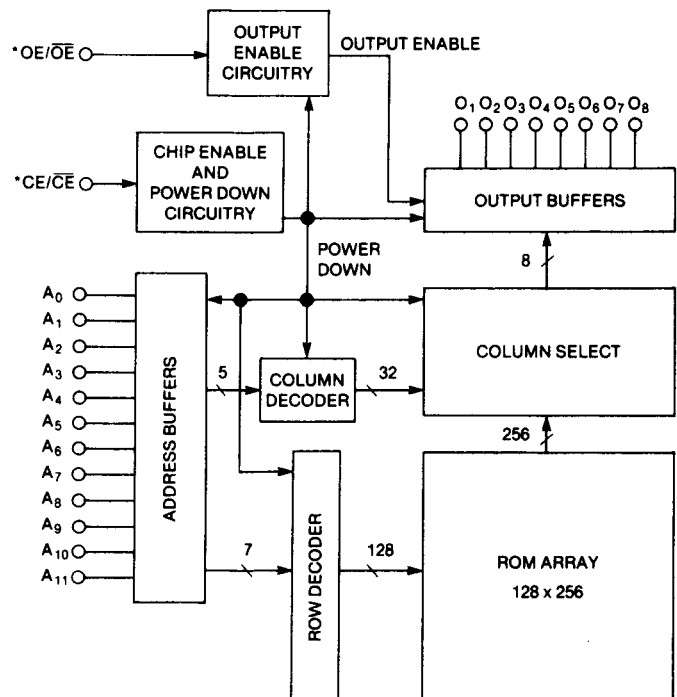 *OE/O̅E̅
OUTPUT
ENABLE
CIRCUITRY
OUTPUT ENABLE
O₁ O₂ O₃ O₄ O₅ O₆ O₇ O₈
*CE/C̅E̅
CHIP ENABLE
AND
POWER DOWN
CIRCUITRY
OUTPUT BUFFERS
POWER
DOWN
8
A₀
A₁
A₂
A₃
A₄
A₅
A₆
A₇
A₈
A₉
A₁₀
A₁₁
ADDRESS BUFFERS
5
COLUMN
DECODER
32
COLUMN SELECT
256
7
ROW DECODER
128
ROM ARRAY
128 x 256